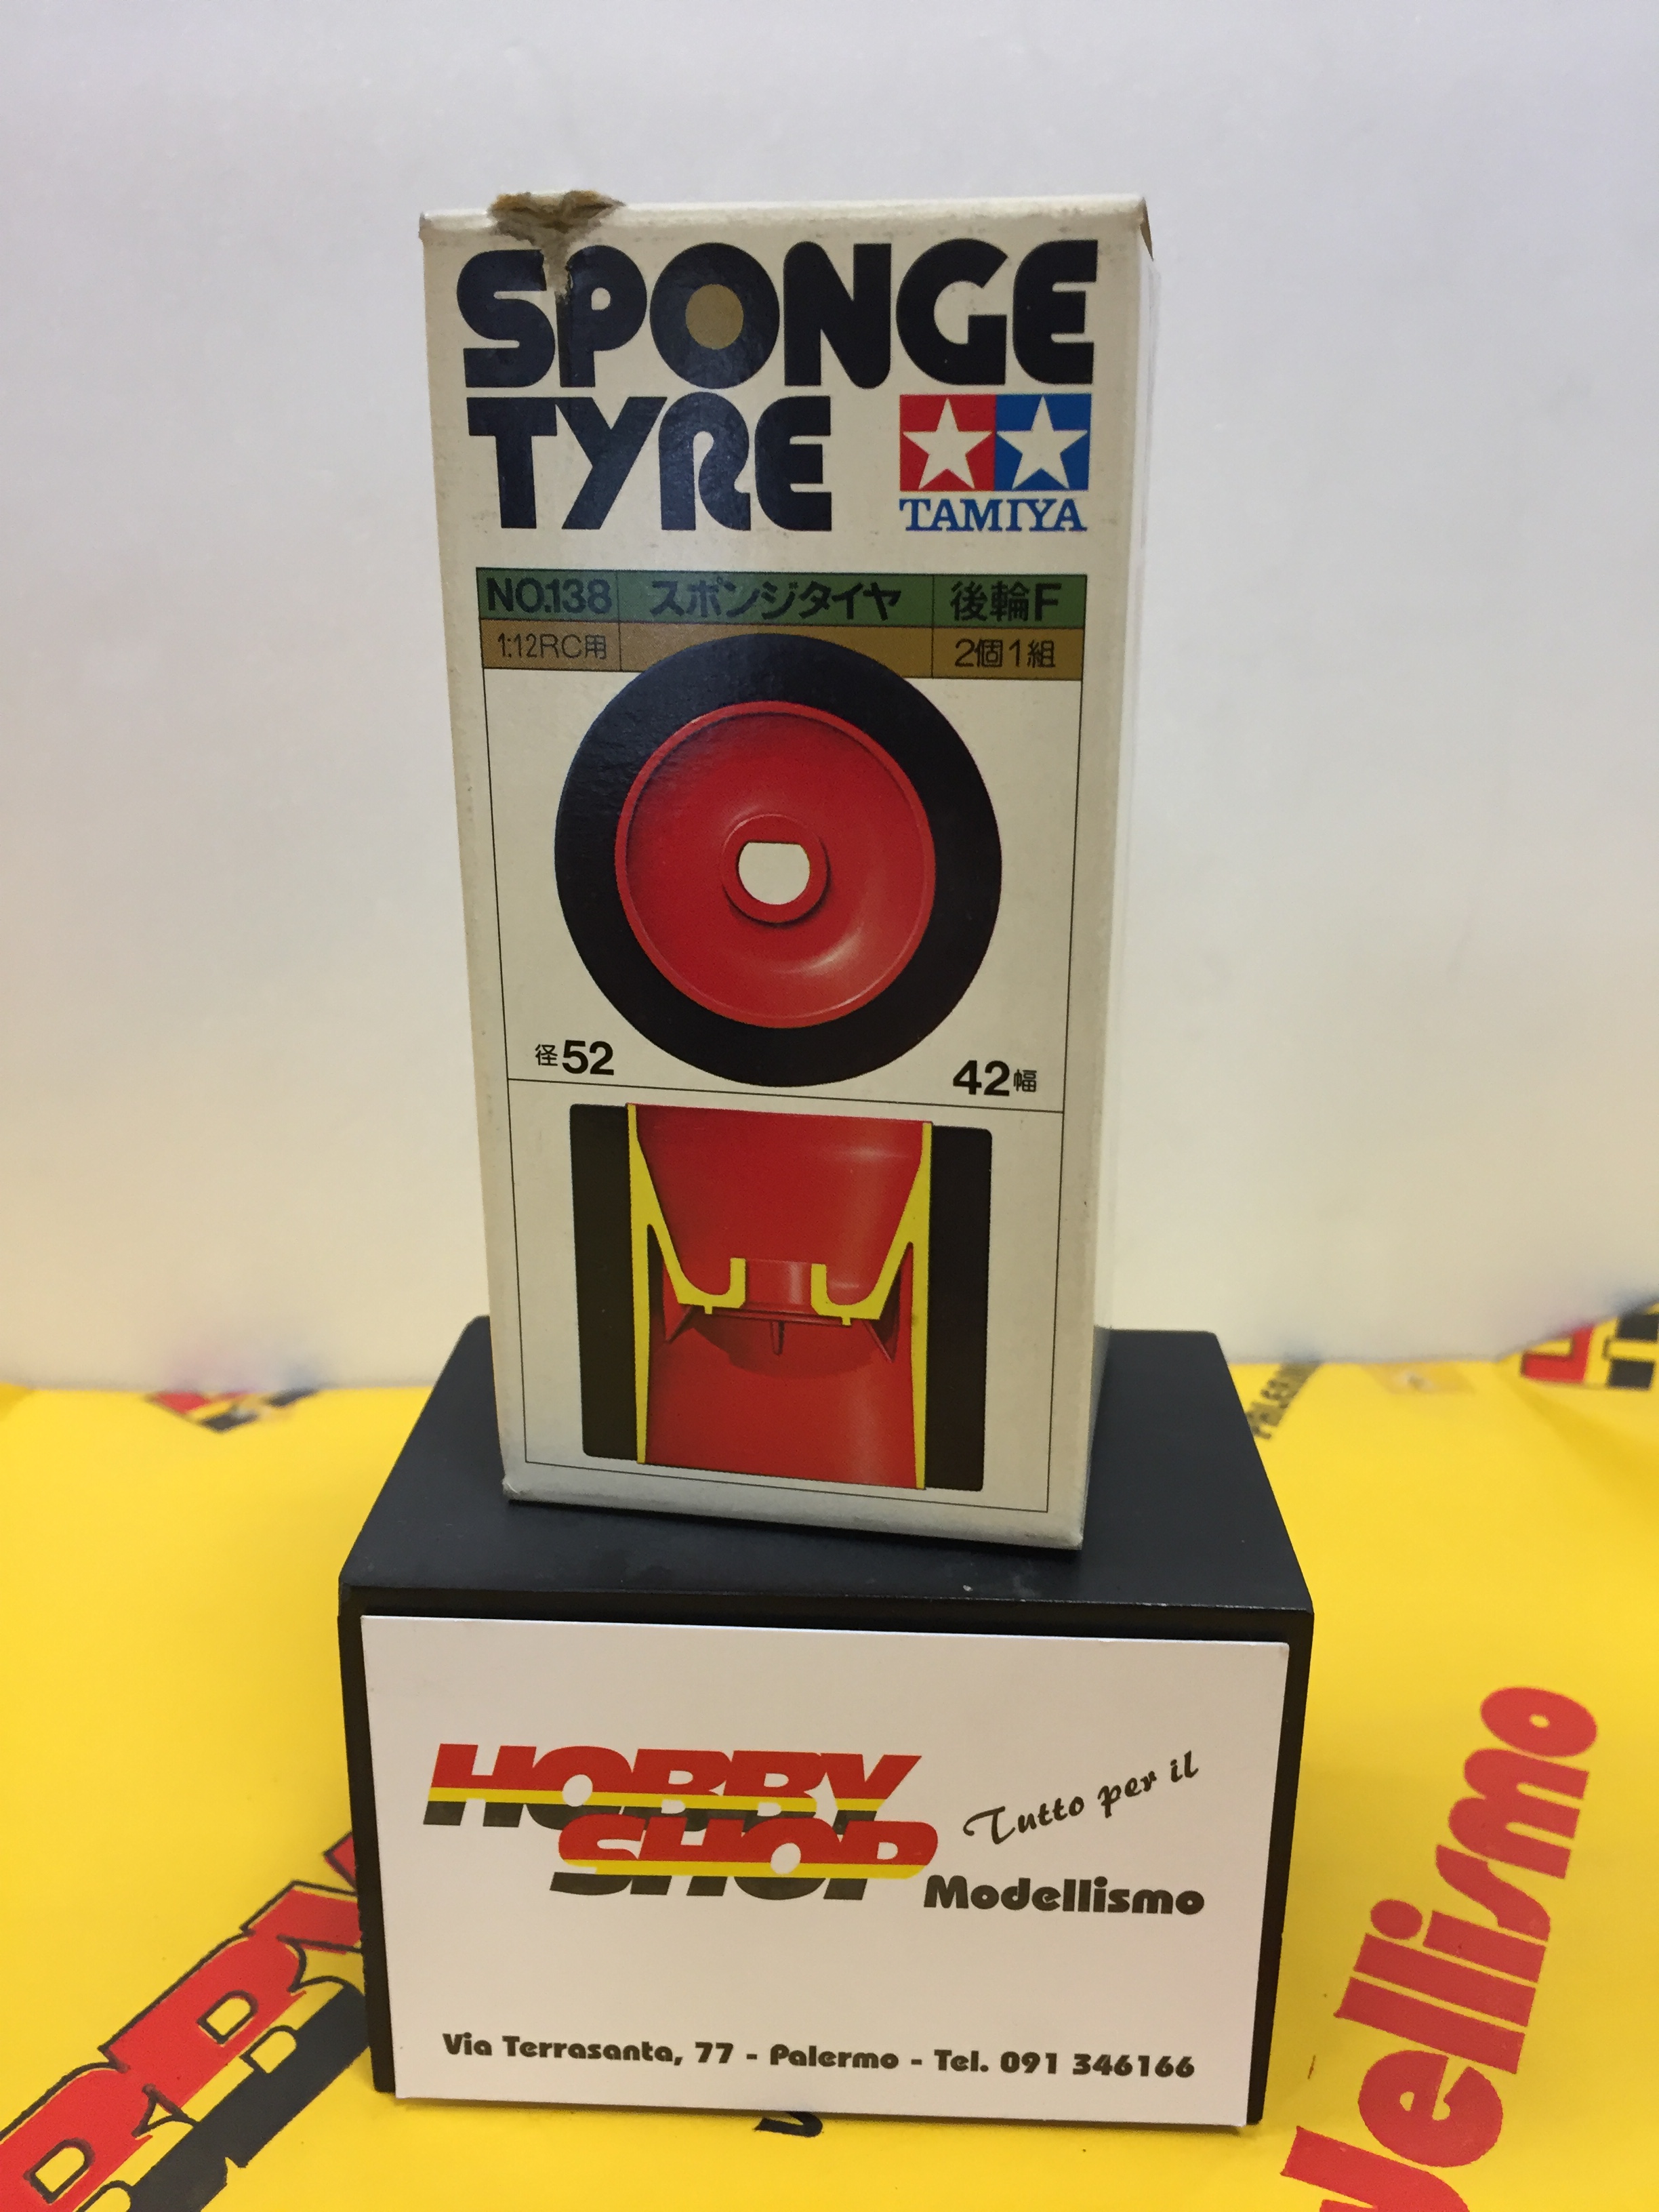 SPONGE
TYRE
TAMIYA
NO.138 スポンジタイヤ 後輪F
1:12RC用 2個1組
径52
42幅
HOBBY
SHOP
Tutto per il
Modellismo
Via Terrasanta, 77 - Palermo - Tel. 091 346166
Modellismo